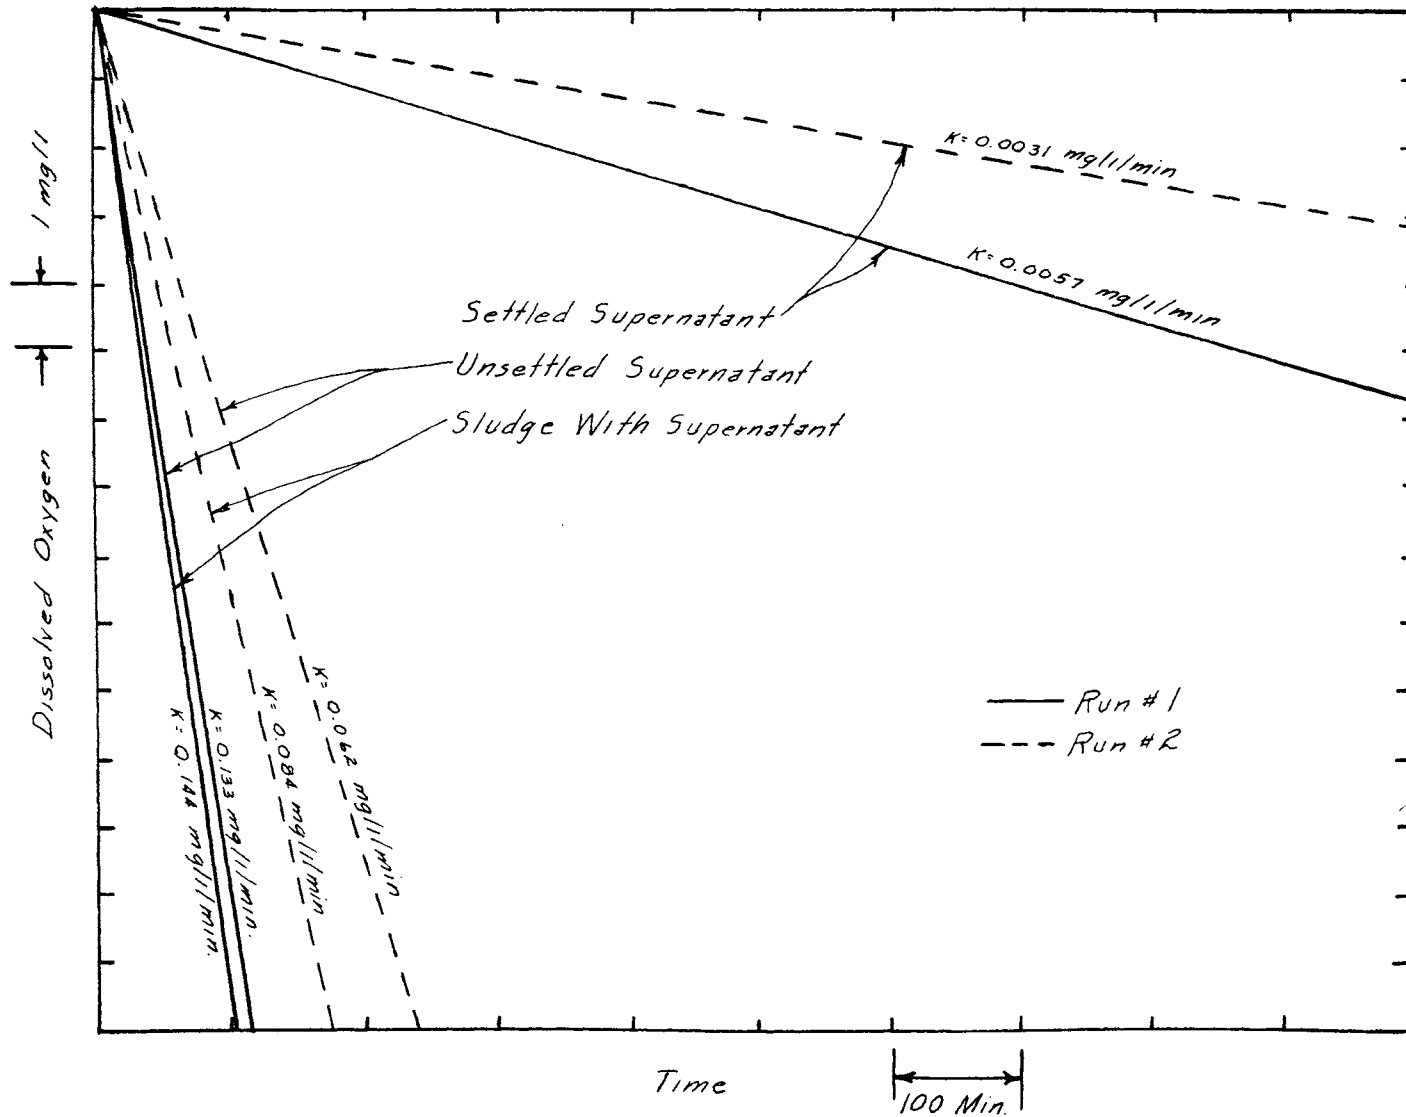 K= 0.0031 mg/l/min
K= 0.0057 mg/l/min
1 mg/l
Dissolved Oxygen
Settled Supernatant
Unsettled Supernatant
Sludge With Supernatant
K= 0.144 mg/l/min.
K= 0.133 mg/l/min.
K= 0.084 mg/l/min
K= 0.062 mg/l/min
Run #1
Run #2
Time
100 Min.